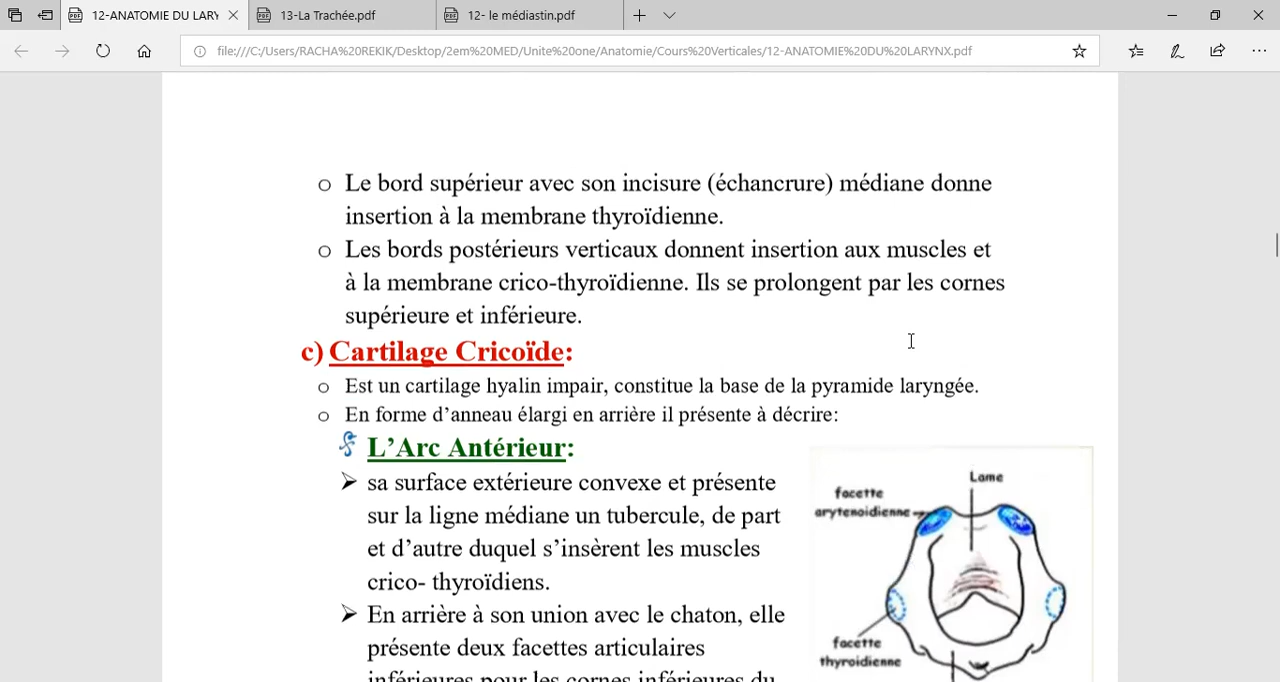 12-ANATOMIE DU LARY
13-La Trachée.pdf
12- le médiastin.pdf
file:///C:/Users/RACHA%20REKIK/Desktop/2em%20MED/Unite%20one/Anatomie/Cours%20Verticales/12-ANATOMIE%20DU%20LARYNX.pdf
o Le bord supérieur avec son incisure (échancrure) médiane donne
insertion à la membrane thyroïdienne.
o Les bords postérieurs verticaux donnent insertion aux muscles et
à la membrane crico-thyroïdienne. Ils se prolongent par les cornes
supérieure et inférieure.
c) Cartilage Cricoïde:
o Est un cartilage hyalin impair, constitue la base de la pyramide laryngée.
o En forme d’anneau élargi en arrière il présente à décrire:
L’Arc Antérieur:
➢ sa surface extérieure convexe et présente
sur la ligne médiane un tubercule, de part
et d’autre duquel s’insèrent les muscles
crico- thyroïdiens.
➢ En arrière à son union avec le chaton, elle
présente deux facettes articulaires
inférieures pour les cornes inférieures du
Lame
facette
arytenoidienne
facette
thyroidienne